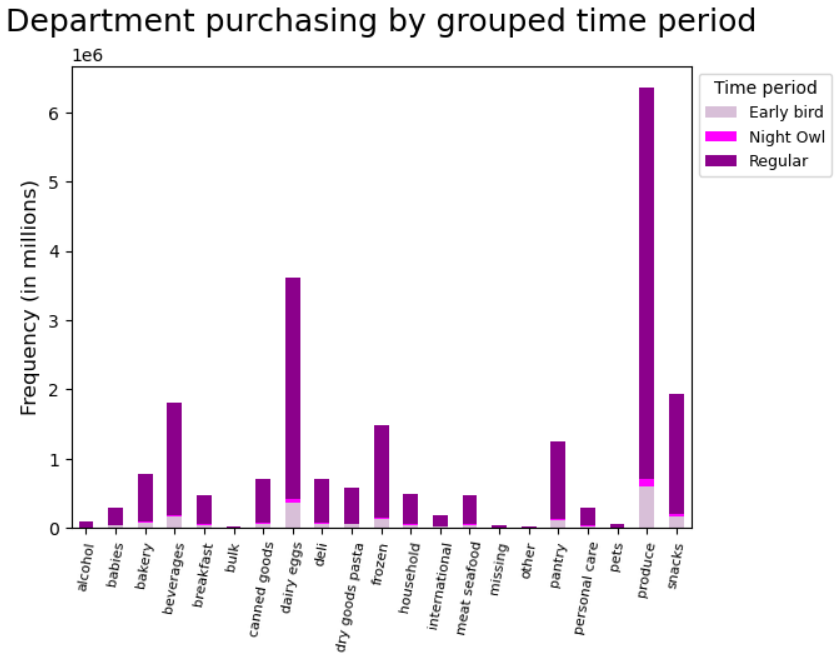 Department purchasing by grouped time period
1e6
Time period
Early bird
Night Owl
Regular
Frequency (in millions)
6
5
4
3
2
1
0
alcohol
babies
bakery
beverages
breakfast
bulk
canned goods
dairy eggs
deli
dry goods pasta
frozen
household
international
meat seafood
missing
other
pantry
personal care
pets
produce
snacks